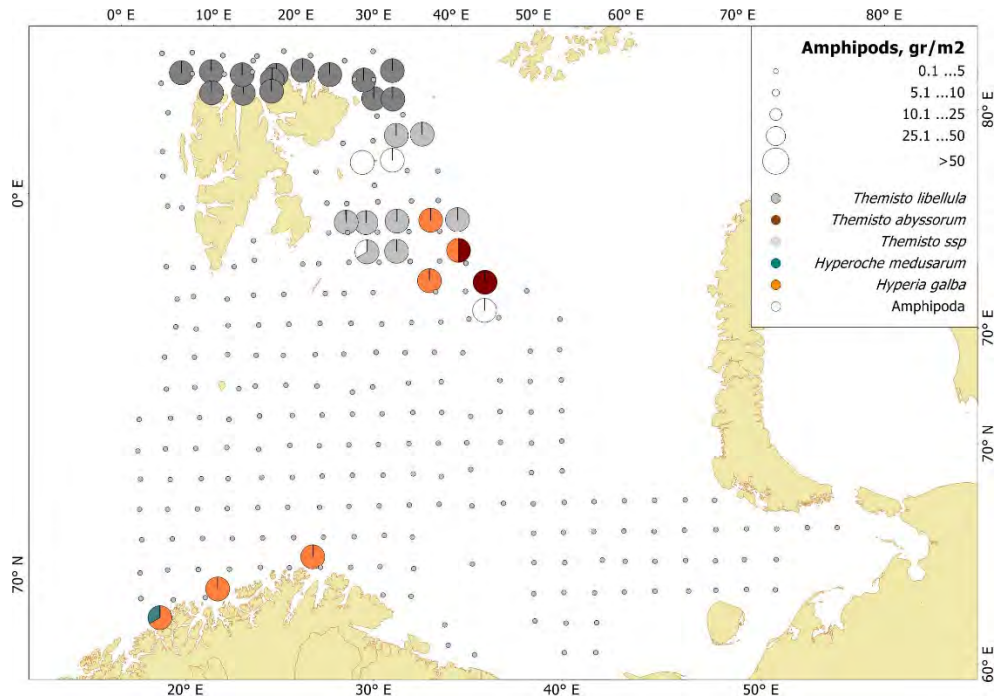 0° E 10° E 20° E 30° E 40° E 50° E 60° E 70° E 80° E
Amphipods, gr/m2
0.1 ...5
5.1 ...10
10.1 ...25
25.1 ...50
>50
Themisto libellula
Themisto abyssorum
Themisto ssp
Hyperoche medusarum
Hyperia galba
Amphipoda
80° E
0° E
70° E
70° N
70° N
60° E
20° E 30° E 40° E 50° E